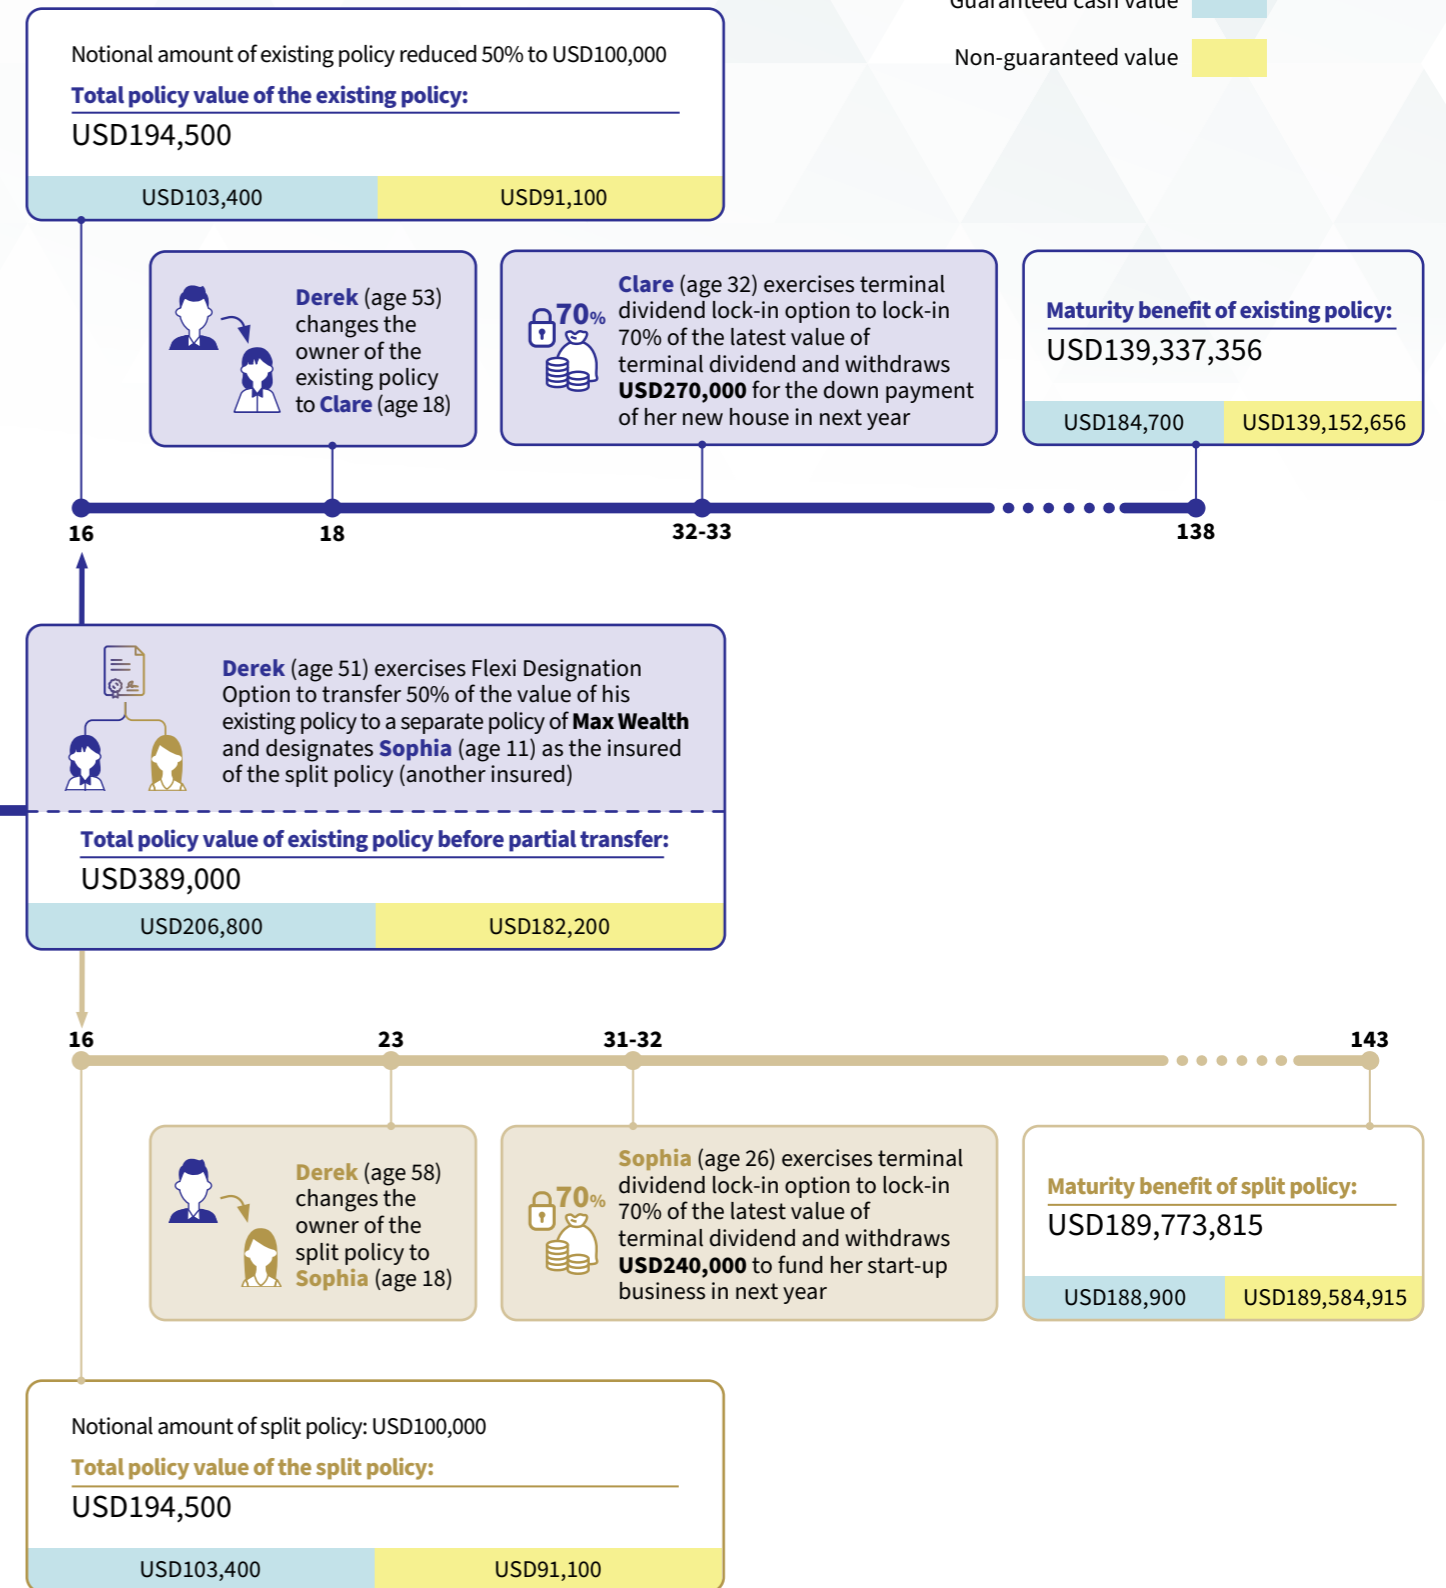 Guaranteed cash value
Non-guaranteed value
Notional amount of existing policy reduced 50% to USD100,000
Total policy value of the existing policy:
USD194,500
USD103,400
USD91,100
Derek (age 53)
changes the
owner of the
existing policy
to Clare (age 18)
70%
Clare (age 32) exercises terminal
dividend lock-in option to lock-in
70% of the latest value of
terminal dividend and withdraws
USD270,000 for the down payment
of her new house in next year
Maturity benefit of existing policy:
USD139,337,356
USD184,700
USD139,152,656
16
18
32-33
138
Derek (age 51) exercises Flexi Designation
Option to transfer 50% of the value of his
existing policy to a separate policy of Max Wealth
and designates Sophia (age 11) as the insured
of the split policy (another insured)
Total policy value of existing policy before partial transfer:
USD389,000
USD206,800
USD182,200
16
23
31-32
143
Derek (age 58)
changes the
owner of the
split policy to
Sophia (age 18)
70%
Sophia (age 26) exercises terminal
dividend lock-in option to lock-in
70% of the latest value of
terminal dividend and withdraws
USD240,000 to fund her start-up
business in next year
Maturity benefit of split policy:
USD189,773,815
USD188,900
USD189,584,915
Notional amount of split policy: USD100,000
Total policy value of the split policy:
USD194,500
USD103,400
USD91,100